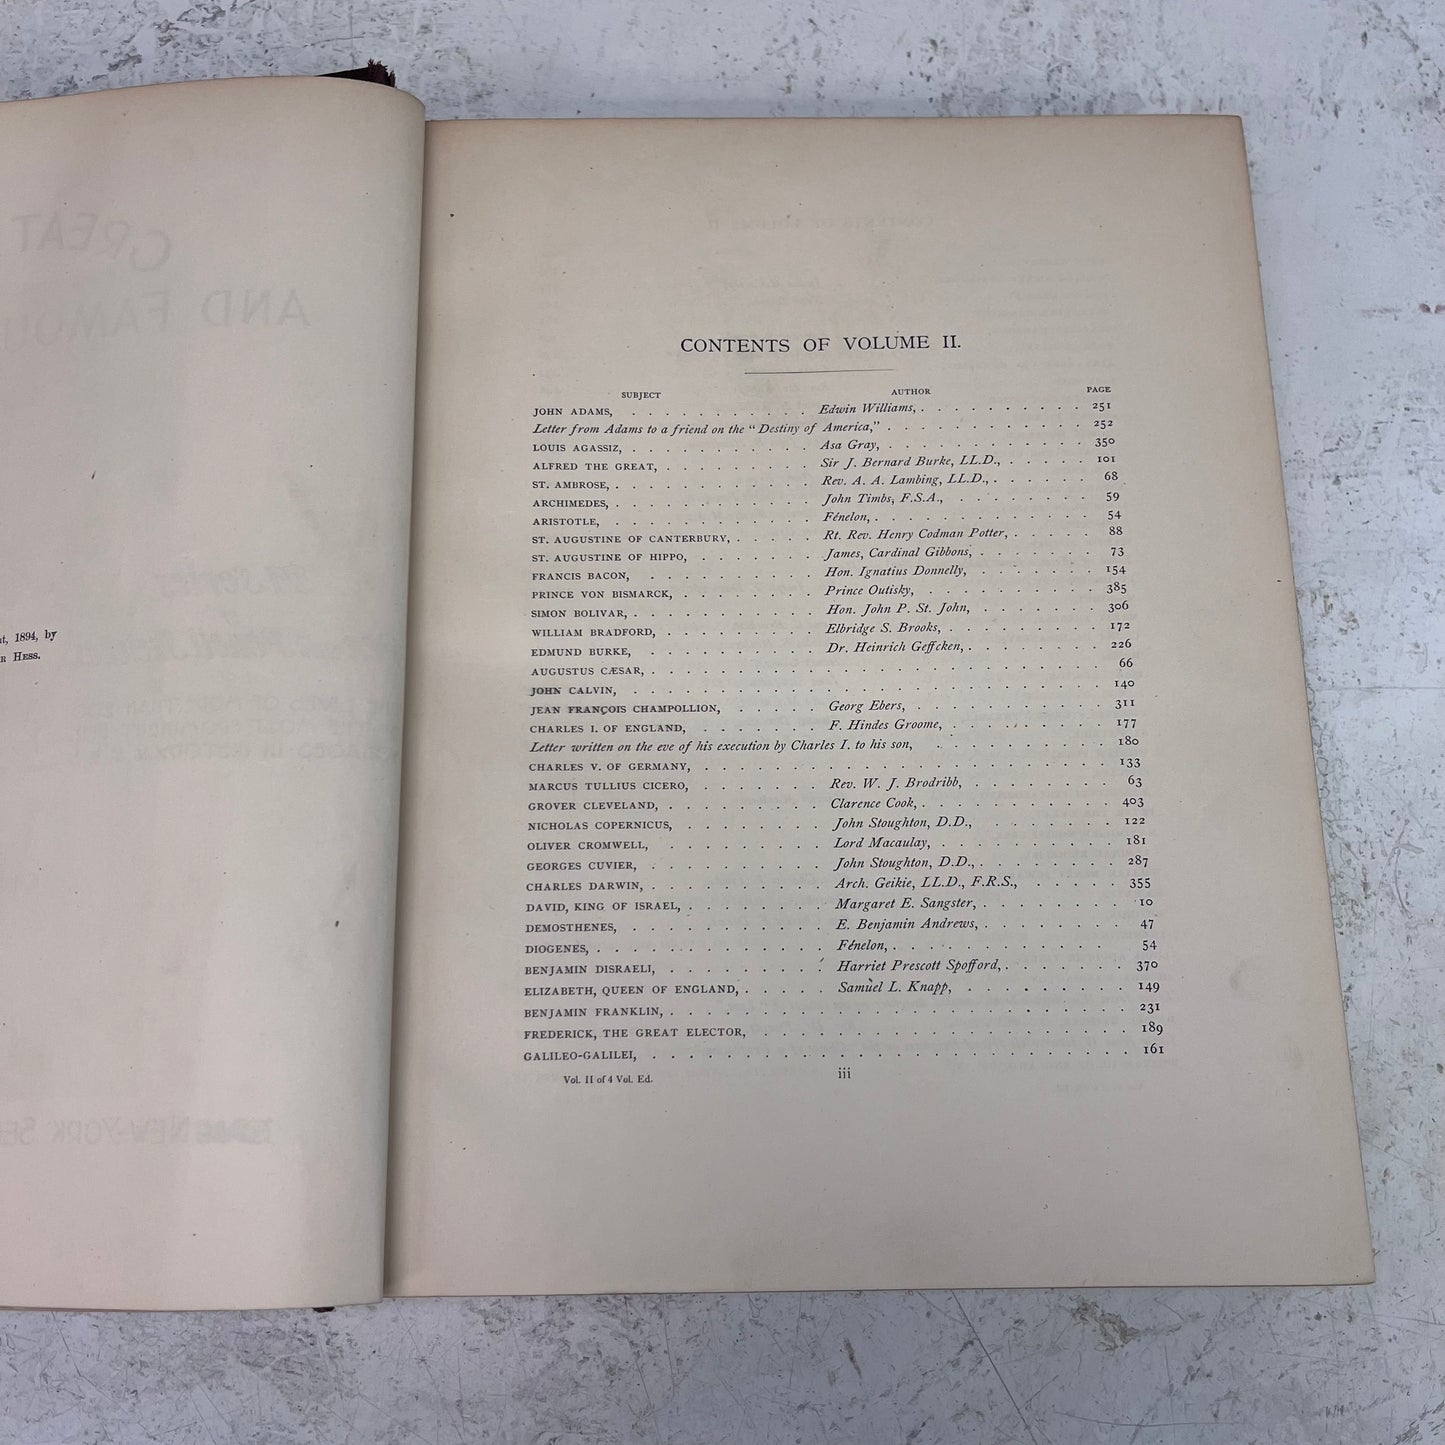 t, 1894, by
R HESS.
CONTENTS OF VOLUME II.
SUBJECT AUTHOR PAGE
JOHN ADAMS, . . . . . . . . . . . Edwin Williams, . . . . . . . . . . 251
Letter from Adams to a friend on the "Destiny of America," . . . . . . . . . . . . 252
LOUIS AGASSIZ, . . . . . . . . . . Asa Gray, . . . . . . . . . . . . 350
ALFRED THE GREAT, . . . . . . . . . Sir J. Bernard Burke, LL.D., . . . . . 101
ST. AMBROSE, . . . . . . . . . . . Rev. A. A. Lambing, LL.D., . . . . . . 68
ARCHIMEDES, . . . . . . . . . . . John Timbs, F.S.A., . . . . . . . . 59
ARISTOTLE, . . . . . . . . . . . Fénelon, . . . . . . . . . . . . 54
ST. AUGUSTINE OF CANTERBURY, . . . . . Rt. Rev. Henry Codman Potter, . . . . . 88
ST. AUGUSTINE OF HIPPO, . . . . . . . James, Cardinal Gibbons, . . . . . . . 73
FRANCIS BACON, . . . . . . . . . . Hon. Ignatius Donnelly, . . . . . . . 154
PRINCE VON BISMARCK, . . . . . . . . Prince Outisky, . . . . . . . . . . 385
SIMON BOLIVAR, . . . . . . . . . . Hon. John P. St. John, . . . . . . . 306
WILLIAM BRADFORD, . . . . . . . . . Elbridge S. Brooks, . . . . . . . . 172
EDMUND BURKE, . . . . . . . . . . Dr. Heinrich Geffcken, . . . . . . . . 226
AUGUSTUS CÆSAR, . . . . . . . . . . . . . . . . . . . . . 66
JOHN CALVIN, . . . . . . . . . . . . . . . . . . . . . . 140
JEAN FRANÇOIS CHAMPOLLION, . . . . . Georg Ebers, . . . . . . . . . . 311
CHARLES I. OF ENGLAND, . . . . . . . F. Hindes Groome, . . . . . . . . 177
Letter written on the eve of his execution by Charles I. to his son, . . . . . . . . . 180
CHARLES V. OF GERMANY, . . . . . . . . . . . . . . . . . . . 133
MARCUS TULLIUS CICERO, . . . . . . . Rev. W. J. Brodribb, . . . . . . . . 63
GROVER CLEVELAND, . . . . . . . . . Clarence Cook, . . . . . . . . . . 403
NICHOLAS COPERNICUS, . . . . . . . . John Stoughton, D.D., . . . . . . . 122
OLIVER CROMWELL, . . . . . . . . . Lord Macaulay, . . . . . . . . . 181
GEORGES CUVIER, . . . . . . . . . . John Stoughton, D.D., . . . . . . . . 287
CHARLES DARWIN, . . . . . . . . . . Arch. Geikie, LL.D., F.R.S., . . . . . 355
DAVID, KING OF ISRAEL, . . . . . . . . Margaret E. Sangster, . . . . . . . . 10
DEMOSTHENES, . . . . . . . . . . E. Benjamin Andrews, . . . . . . . . 47
DIOGENES, . . . . . . . . . . . . Fénelon, . . . . . . . . . . . 54
BENJAMIN DISRAELI, . . . . . . . . . Harriet Prescott Spofford, . . . . . . . 370
ELIZABETH, QUEEN OF ENGLAND, . . . . . Samuel L. Knapp, . . . . . . . . 149
BENJAMIN FRANKLIN, . . . . . . . . . . . . . . . . . . . . 231
FREDERICK, THE GREAT ELECTOR, . . . . . . . . . . . . . . . . . 189
GALILEO-GALILEI, . . . . . . . . . . . . . . . . . . . . . 161
Vol. II of 4 Vol. Ed. iii